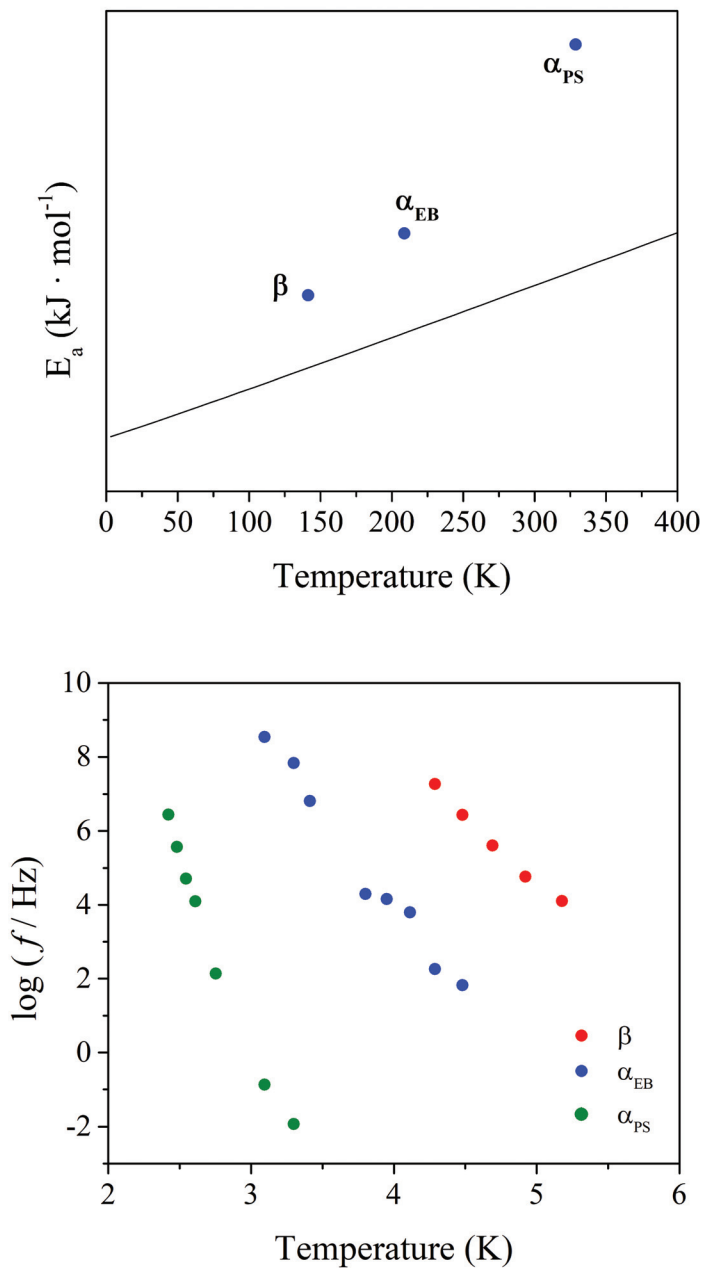 α_PS
α_EB
β
E_a (kJ · mol^-1)
0 50 100 150 200 250 300 350 400
Temperature (K)
10
8
6
4
2
0
-2
log (f / Hz)
β
α_EB
α_PS
2 3 4 5 6
Temperature (K)